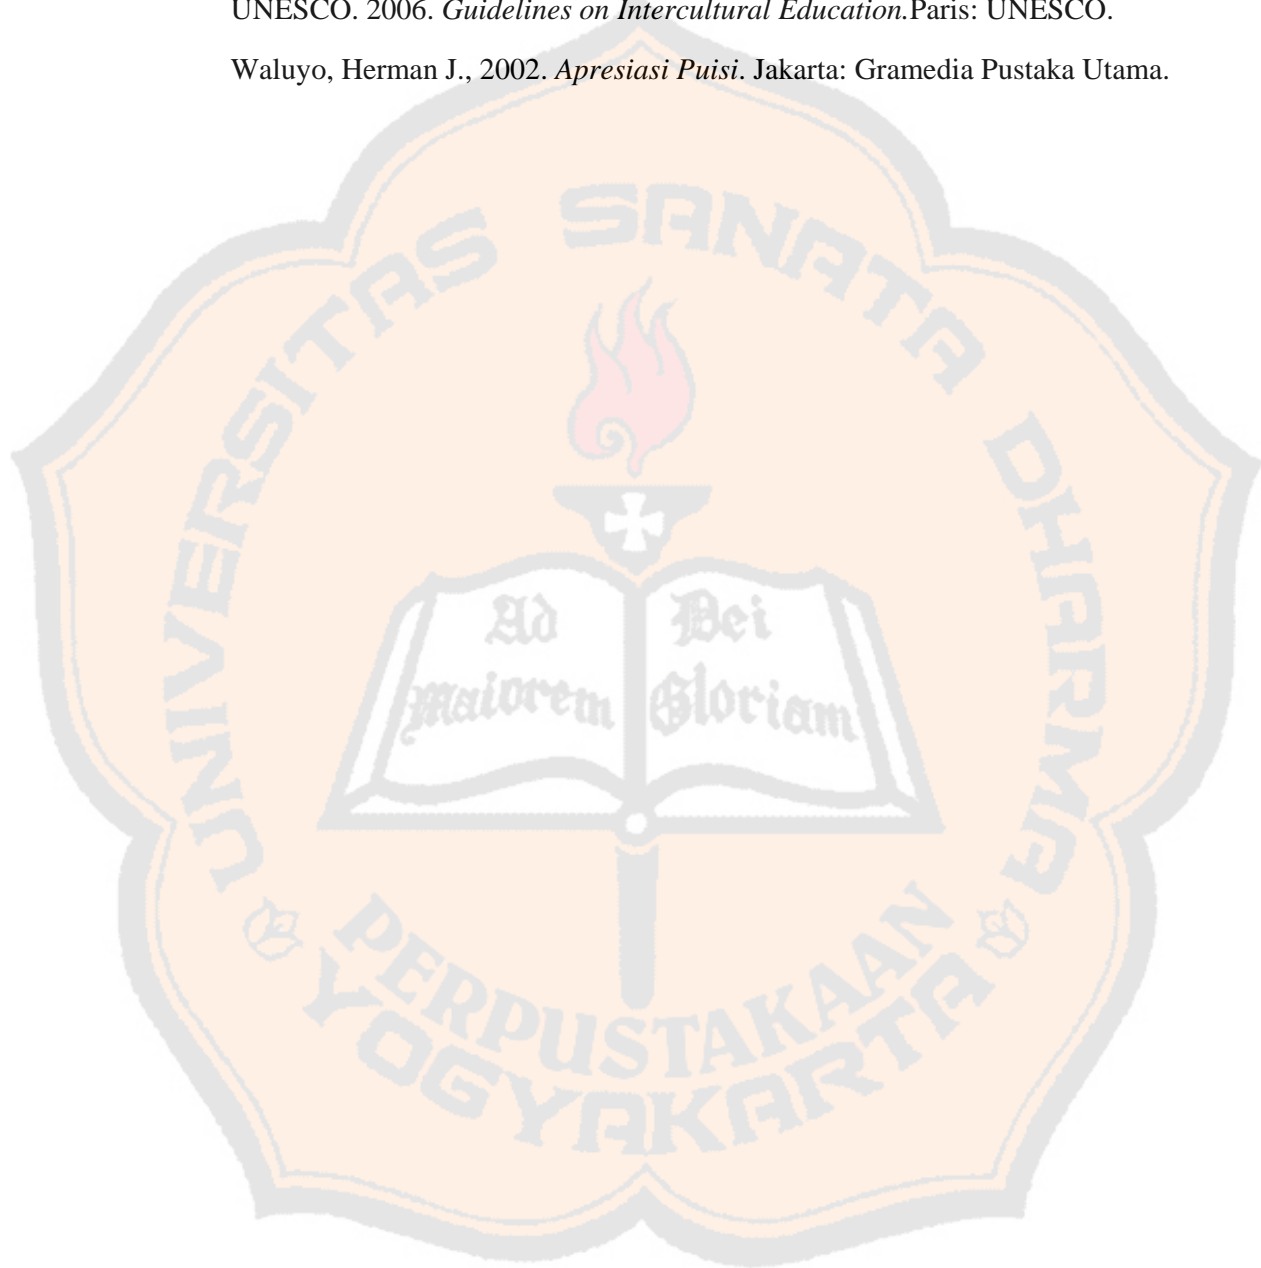 UNESCO. 2006. Guidelines on Intercultural Education.Paris: UNESCO.
Waluyo, Herman J., 2002. Apresiasi Puisi. Jakarta: Gramedia Pustaka Utama.
UNIVERSITAS SANATA DHARMA
Ad Dei
Maiorem Gloriam
PERPUSTAKAAN
YOGYAKARTA